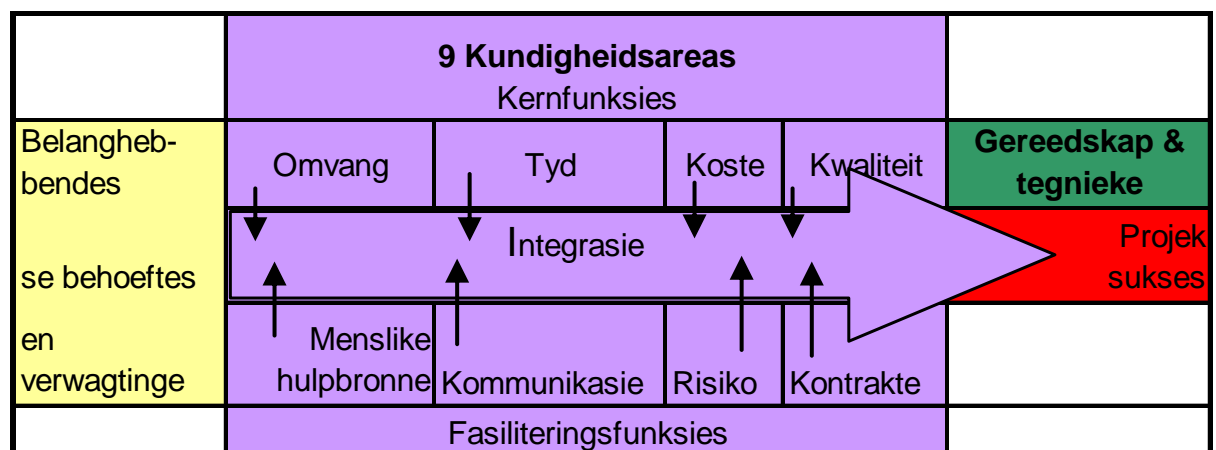 9 Kundigheidsareas
Kernfunksies
Belangheb-
bendes
se behoeftes
en
verwagtinge
Omvang
Tyd
Koste
Kwaliteit
Gereedskap &
tegnieke
Integrasie
Projek
sukses
Menslike
hulpbronne
Kommunikasie
Risiko
Kontrakte
Fasiliteringsfunksies